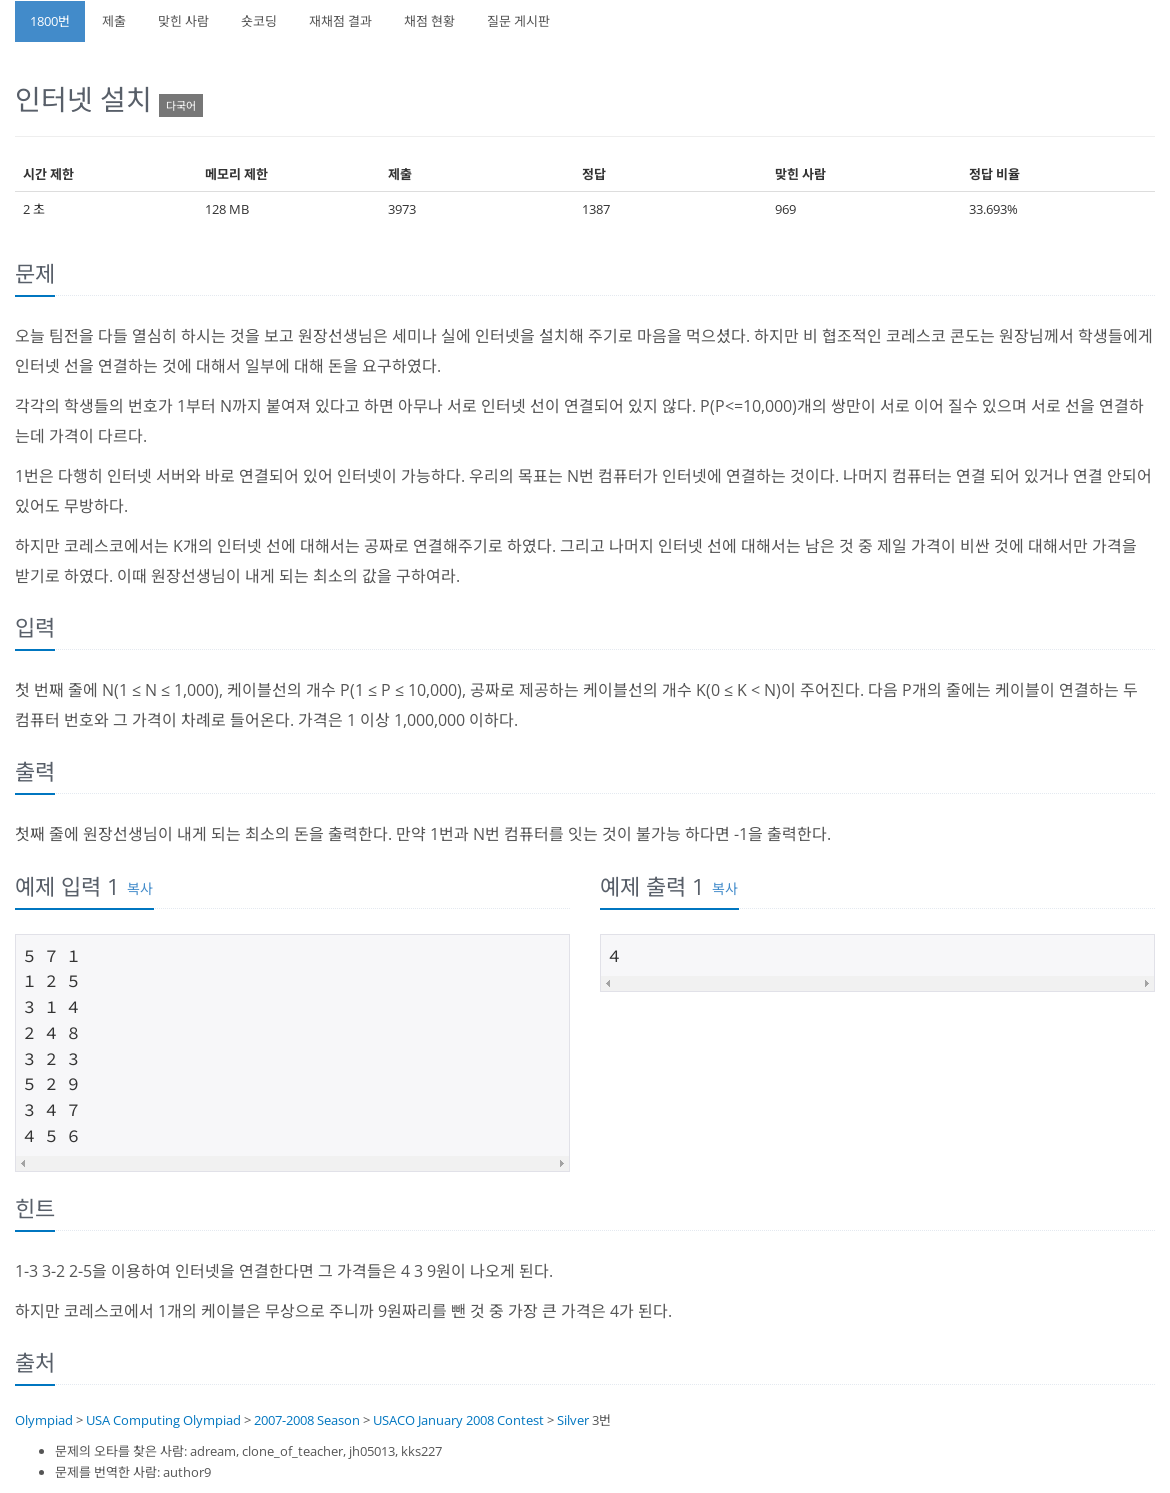 1800번 제출 맞힌 사람 숏코딩 재채점 결과 채점 현황 질문 게시판
인터넷 설치 다국어
시간 제한 메모리 제한 제출 정답 맞힌 사람 정답 비율
2 초 128 MB 3973 1387 969 33.693%
문제
오늘 팀전을 다들 열심히 하시는 것을 보고 원장선생님은 세미나 실에 인터넷을 설치해 주기로 마음을 먹으셨다. 하지만 비 협조적인 코레스코 콘도는 원장님께서 학생들에게
인터넷 선을 연결하는 것에 대해서 일부에 대해 돈을 요구하였다.
각각의 학생들의 번호가 1부터 N까지 붙여져 있다고 하면 아무나 서로 인터넷 선이 연결되어 있지 않다. P(P<=10,000)개의 쌍만이 서로 이어 질수 있으며 서로 선을 연결하
는데 가격이 다르다.
1번은 다행히 인터넷 서버와 바로 연결되어 있어 인터넷이 가능하다. 우리의 목표는 N번 컴퓨터가 인터넷에 연결하는 것이다. 나머지 컴퓨터는 연결 되어 있거나 연결 안되어
있어도 무방하다.
하지만 코레스코에서는 K개의 인터넷 선에 대해서는 공짜로 연결해주기로 하였다. 그리고 나머지 인터넷 선에 대해서는 남은 것 중 제일 가격이 비싼 것에 대해서만 가격을
받기로 하였다. 이때 원장선생님이 내게 되는 최소의 값을 구하여라.
입력
첫 번째 줄에 N(1 ≤ N ≤ 1,000), 케이블선의 개수 P(1 ≤ P ≤ 10,000), 공짜로 제공하는 케이블선의 개수 K(0 ≤ K < N)이 주어진다. 다음 P개의 줄에는 케이블이 연결하는 두
컴퓨터 번호와 그 가격이 차례로 들어온다. 가격은 1 이상 1,000,000 이하다.
출력
첫째 줄에 원장선생님이 내게 되는 최소의 돈을 출력한다. 만약 1번과 N번 컴퓨터를 잇는 것이 불가능 하다면 -1을 출력한다.
예제 입력 1 복사
5 7 1
1 2 5
3 1 4
2 4 8
3 2 3
5 2 9
3 4 7
4 5 6
예제 출력 1 복사
4
힌트
1-3 3-2 2-5을 이용하여 인터넷을 연결한다면 그 가격들은 4 3 9원이 나오게 된다.
하지만 코레스코에서 1개의 케이블은 무상으로 주니까 9원짜리를 뺀 것 중 가장 큰 가격은 4가 된다.
출처
Olympiad > USA Computing Olympiad > 2007-2008 Season > USACO January 2008 Contest > Silver 3번
문제의 오타를 찾은 사람: adream, clone_of_teacher, jh05013, kks227
문제를 번역한 사람: author9